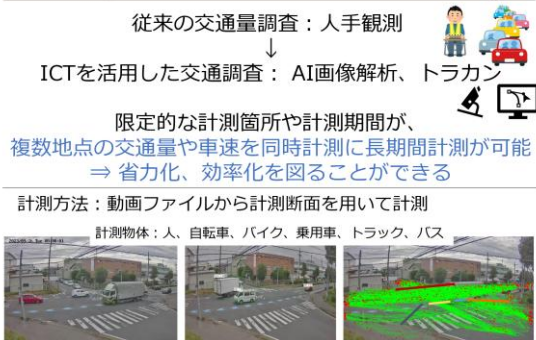 従来の交通量調査：人手観測
↓
ICTを活用した交通調査： AI画像解析、トラカン
限定的な計測箇所や計測期間が、
複数地点の交通量や車速を同時計測に長期間計測が可能
⇒ 省力化、効率化を図ることができる
計測方法：動画ファイルから計測断面を用いて計測
計測物体：人、自転車、バイク、乗用車、トラック、バス